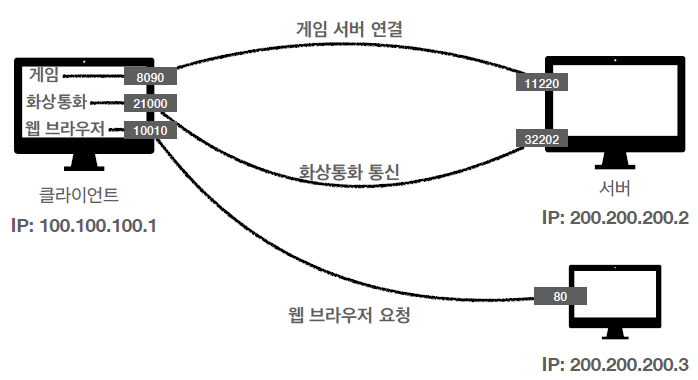 게임 서버 연결
게임
8090
화상통화
21000
웹 브라우저
10010
11220
32202
화상통화 통신
클라이언트
IP: 100.100.100.1
서버
IP: 200.200.200.2
80
웹 브라우저 요청
IP: 200.200.200.3